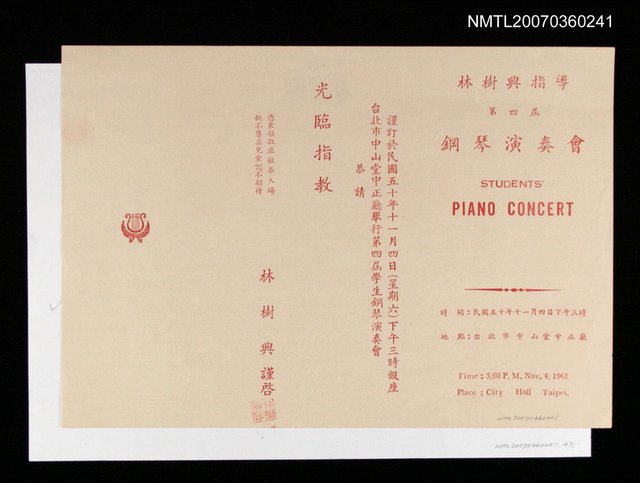 NMTL20070360241
林樹興指導
第四屆
鋼琴演奏會
STUDENTS'
PIANO CONCERT
時 間：民國五十年十一月四日下午三時
地 點：台北市中山堂中正廳
Time : 3,00 P. M, Nov. 4, 1961
Place : City Holl Taipei.
謹訂於民國五十年十一月四日(星期六)下午三時假座
台北市中山堂中正廳舉行第四屆學生鋼琴演奏會
恭請
光臨指教
林樹興謹啓
NMTL20070360241